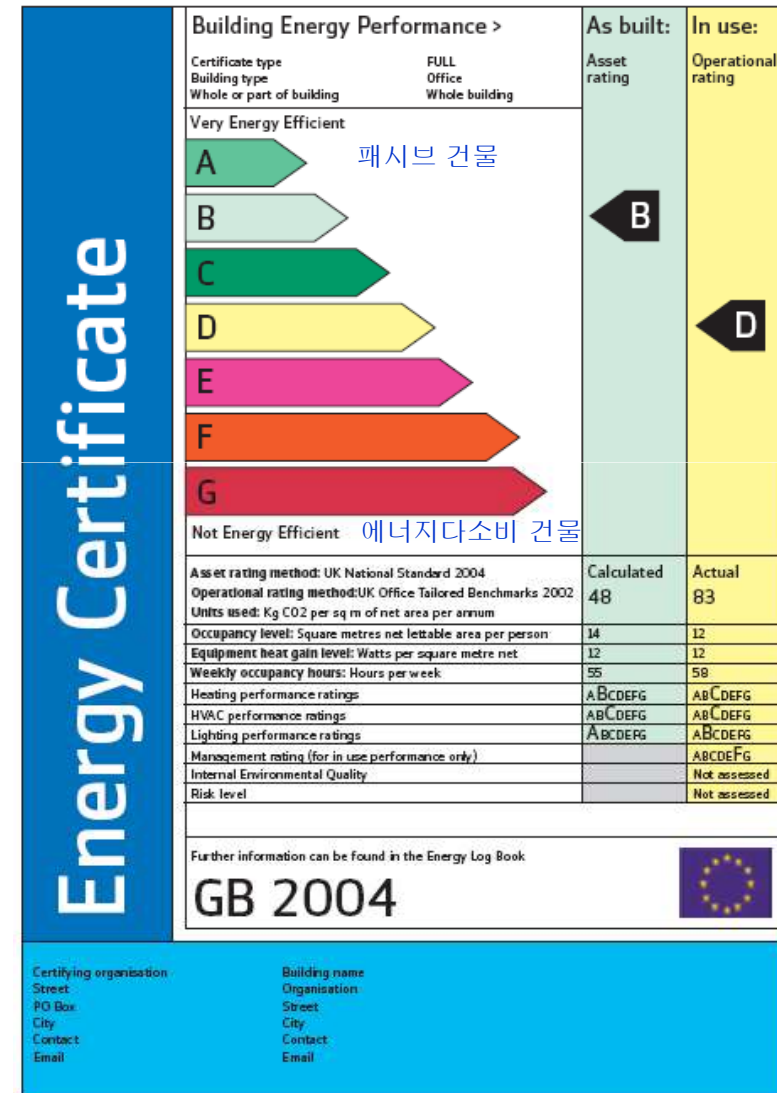 Energy Certificate
Building Energy Performance >
As built:
In use:
Certificate type FULL
Building type Office
Whole or part of building Whole building
Asset
rating
Operational
rating
Very Energy Efficient
A 패시브 건물
B
B
C
D
D
E
F
G
Not Energy Efficient 에너지다소비 건물
Asset rating method: UK National Standard 2004
Operational rating method:UK Office Tailored Benchmarks 2002
Units used: Kg CO2 per sq m of net area per annum
Calculated
48
Actual
83
Occupancy level: Square metres net lettable area per person 14 12
Equipment heat gain level: Watts per square metre net 12 12
Weekly occupancy hours: Hours per week 55 58
Heating performance ratings ABCDEFG ABCDEFG
HVAC performance ratings ABCDEFG ABCDEFG
Lighting performance ratings ABCDEFG ABCDEFG
Management rating (for in use performance only) ABCDEFG
Internal Environmental Quality Not assessed
Risk level Not assessed
Further information can be found in the Energy Log Book
GB 2004
Certifying organisation
Street
PO Box
City
Contact
Email
Building name
Organisation
Street
City
Contact
Email